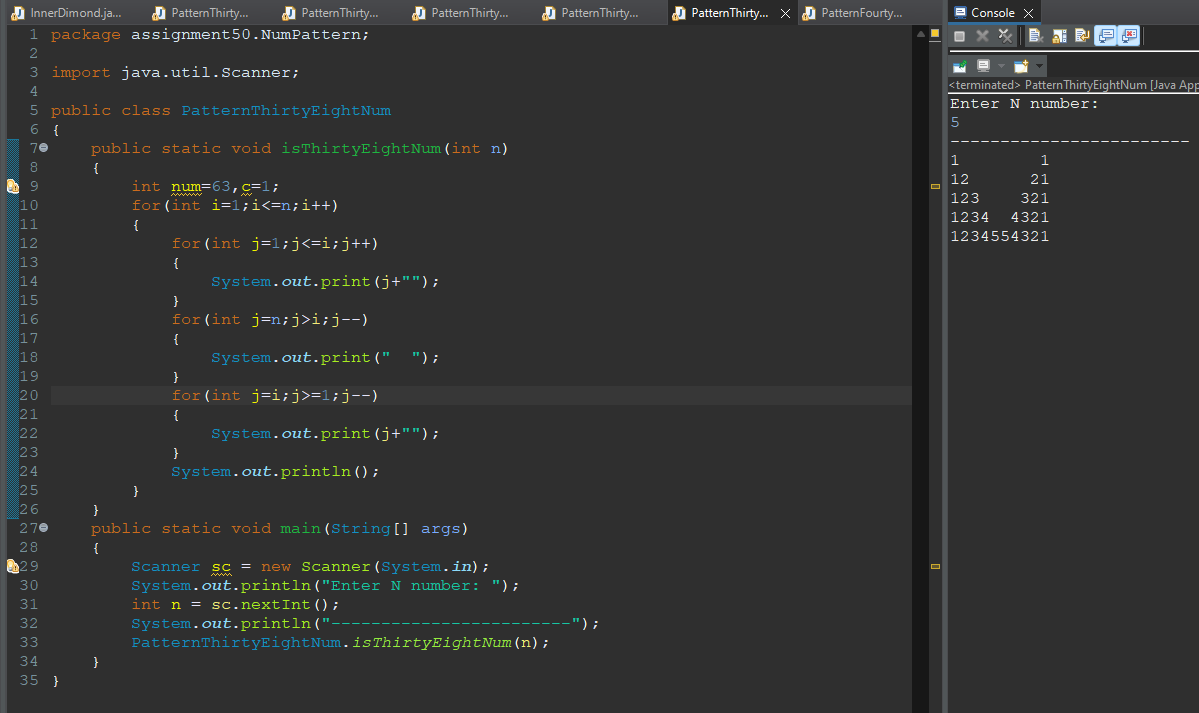 InnerDimond.ja... PatternThirty... PatternThirty... PatternThirty... PatternThirty... PatternThirty... PatternFourty... Console
1 package assignment50.NumPattern;
2
3 import java.util.Scanner;
4
5 public class PatternThirtyEightNum
6 {
7 public static void isThirtyEightNum(int n)
8 {
9 int num=63,c=1;
10 for(int i=1;i<=n;i++)
11 {
12 for(int j=1;j<=i;j++)
13 {
14 System.out.print(j+"");
15 }
16 for(int j=n;j>i;j--)
17 {
18 System.out.print("  ");
19 }
20 for(int j=i;j>=1;j--)
21 {
22 System.out.print(j+"");
23 }
24 System.out.println();
25 }
26 }
27 public static void main(String[] args)
28 {
29 Scanner sc = new Scanner(System.in);
30 System.out.println("Enter N number: ");
31 int n = sc.nextInt();
32 System.out.println("------------------------");
33 PatternThirtyEightNum.isThirtyEightNum(n);
34 }
35 }
<terminated> PatternThirtyEightNum [Java App
Enter N number:
5
------------------------
1        1
12      21
123    321
1234  4321
1234554321